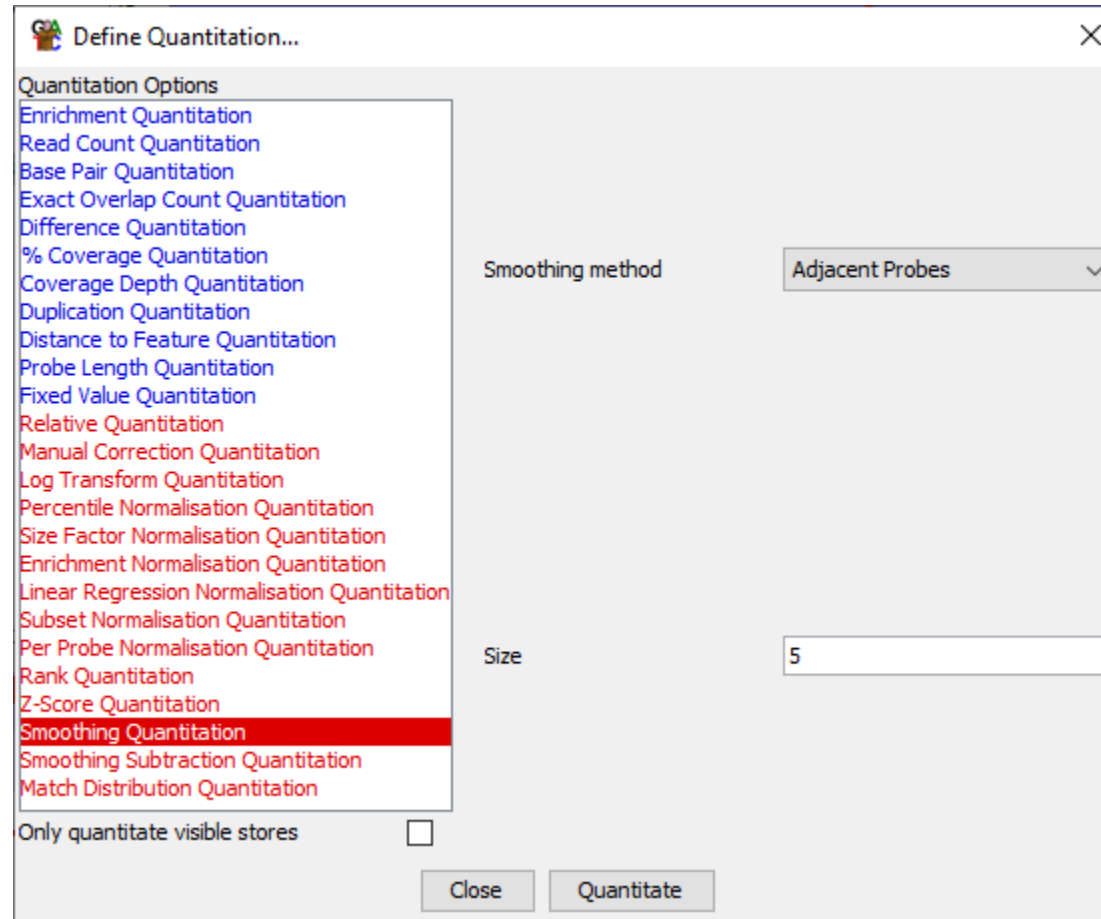 Define Quantitation...
Quantitation Options
Enrichment Quantitation
Read Count Quantitation
Base Pair Quantitation
Exact Overlap Count Quantitation
Difference Quantitation
% Coverage Quantitation
Coverage Depth Quantitation
Duplication Quantitation
Distance to Feature Quantitation
Probe Length Quantitation
Fixed Value Quantitation
Relative Quantitation
Manual Correction Quantitation
Log Transform Quantitation
Percentile Normalisation Quantitation
Size Factor Normalisation Quantitation
Enrichment Normalisation Quantitation
Linear Regression Normalisation Quantitation
Subset Normalisation Quantitation
Per Probe Normalisation Quantitation
Rank Quantitation
Z-Score Quantitation
Smoothing Quantitation
Smoothing Subtraction Quantitation
Match Distribution Quantitation
Only quantitate visible stores
Smoothing method Adjacent Probes
Size 5
Close Quantitate